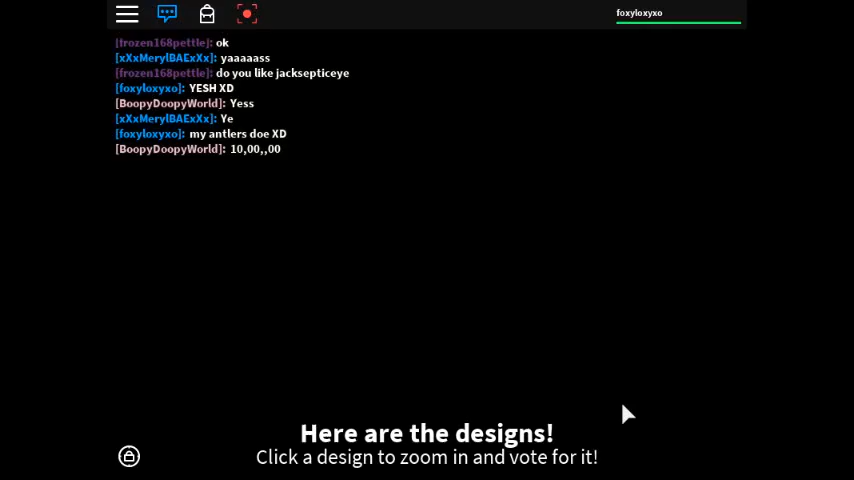 foxyloxyxo
[frozen168pettle]: ok
[xXxMerylBAExXx]: yaaaaass
[frozen168pettle]: do you like jacksepticeye
[foxyloxyxo]: YESH XD
[BoopyDoopyWorld]: Yess
[xXxMerylBAExXx]: Ye
[foxyloxyxo]: my antlers doe XD
[BoopyDoopyWorld]: 10,00,,00
Here are the designs!
Click a design to zoom in and vote for it!